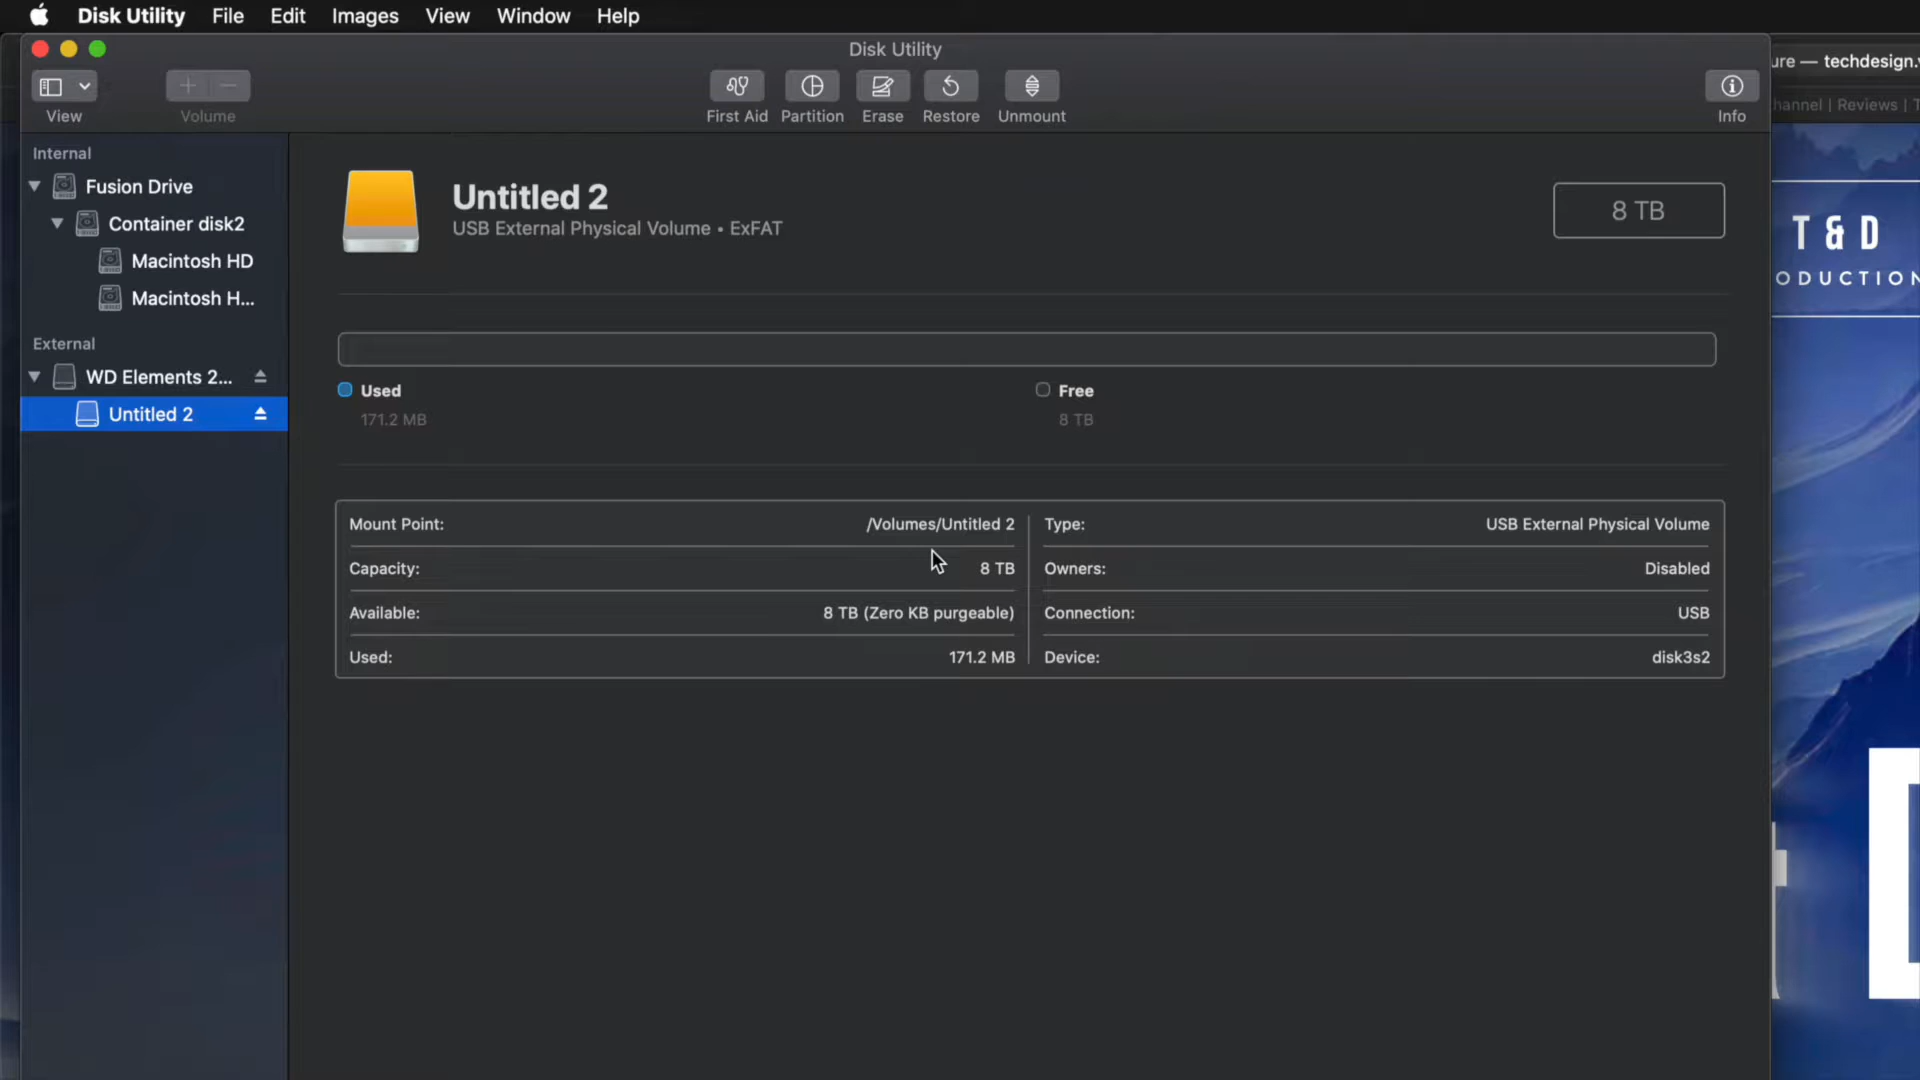 Disk Utility File Edit Images View Window Help
Disk Utility
ure — techdesign.
View Volume First Aid Partition Erase Restore Unmount Info
hannel | Reviews | T
Internal
Fusion Drive
Container disk2
Macintosh HD
Macintosh H...
External
WD Elements 2...
Untitled 2
Untitled 2
USB External Physical Volume • ExFAT
8 TB
Used
171.2 MB
Free
8 TB
Mount Point: /Volumes/Untitled 2
Capacity: 8 TB
Available: 8 TB (Zero KB purgeable)
Used: 171.2 MB
Type: USB External Physical Volume
Owners: Disabled
Connection: USB
Device: disk3s2
T & D
ODUCTION